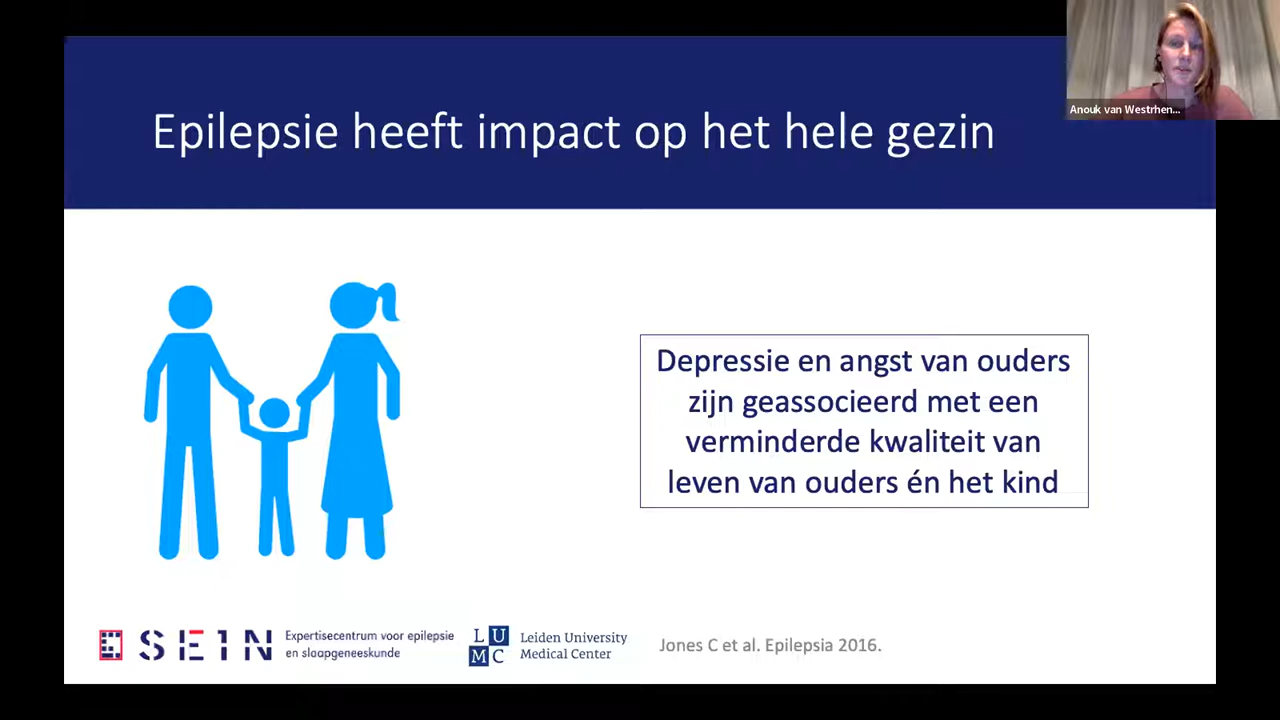 Anouk van Westrhen...
Epilepsie heeft impact op het hele gezin
Depressie en angst van ouders
zijn geassocieerd met een
verminderde kwaliteit van
leven van ouders én het kind
SEIN
Expertisecentrum voor epilepsie
en slaapgeneeskunde
LU
MC
Leiden University
Medical Center
Jones C et al. Epilepsia 2016.